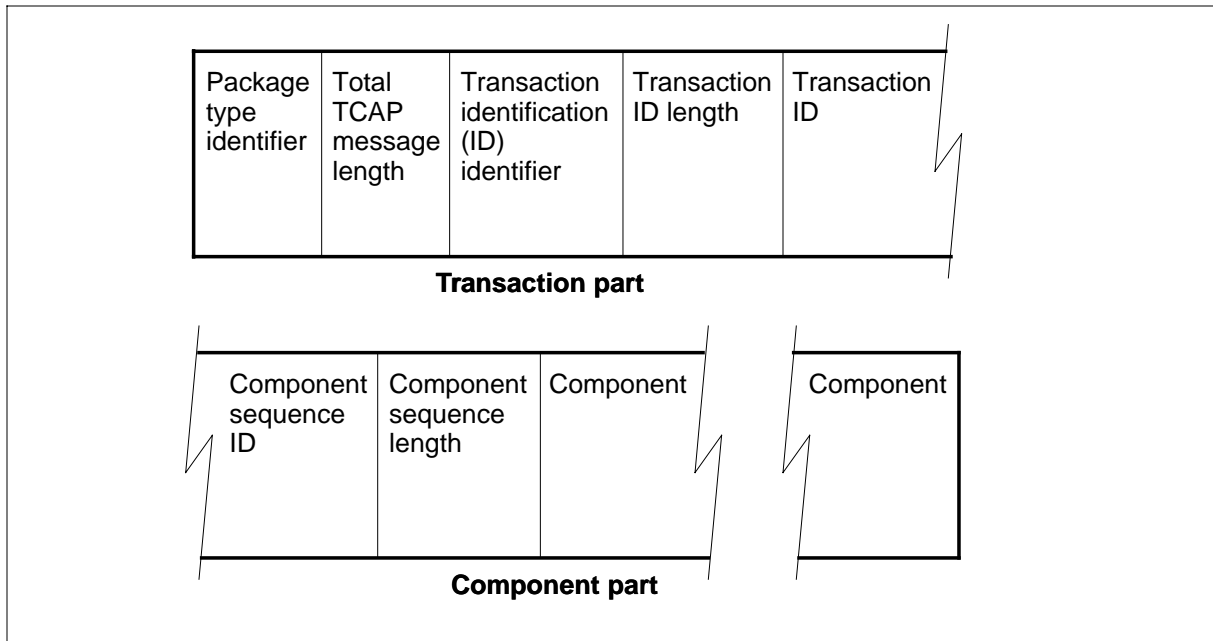 Package
type
identifier
Total
TCAP
message
length
Transaction
identification
(ID)
identifier
Transaction
ID length
Transaction
ID
Transaction part
Component
sequence
ID
Component
sequence
length
Component
Component
Component part